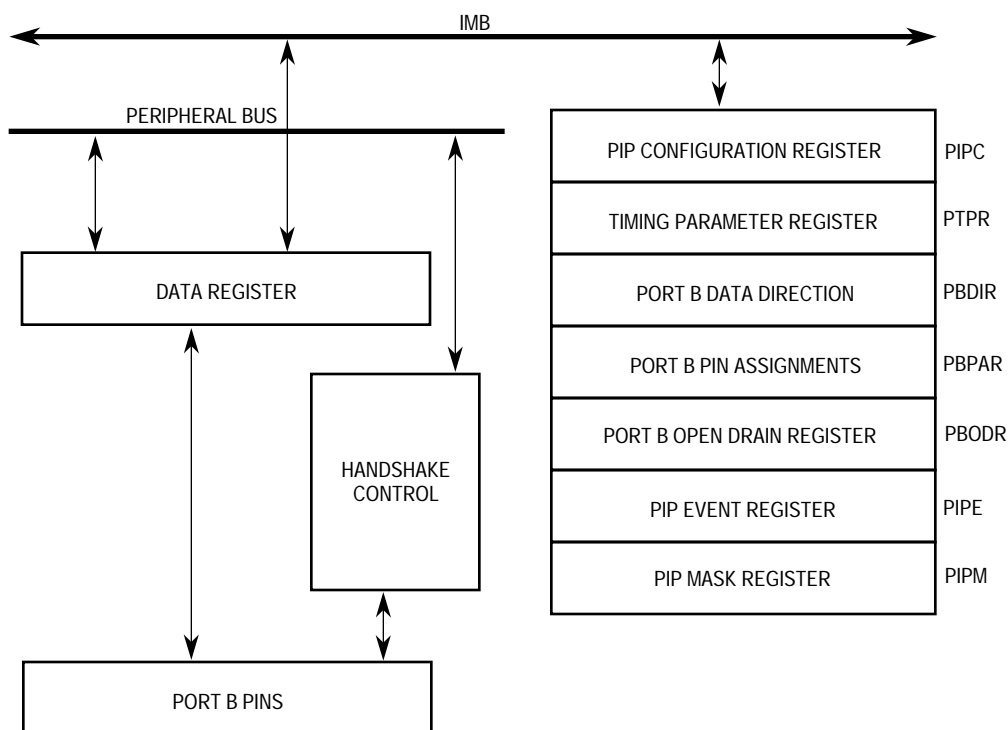 IMB
PERIPHERAL BUS
DATA REGISTER
HANDSHAKE
CONTROL
PORT B PINS
PIP CONFIGURATION REGISTER PIPC
TIMING PARAMETER REGISTER PTPR
PORT B DATA DIRECTION PBDIR
PORT B PIN ASSIGNMENTS PBPAR
PORT B OPEN DRAIN REGISTER PBODR
PIP EVENT REGISTER PIPE
PIP MASK REGISTER PIPM